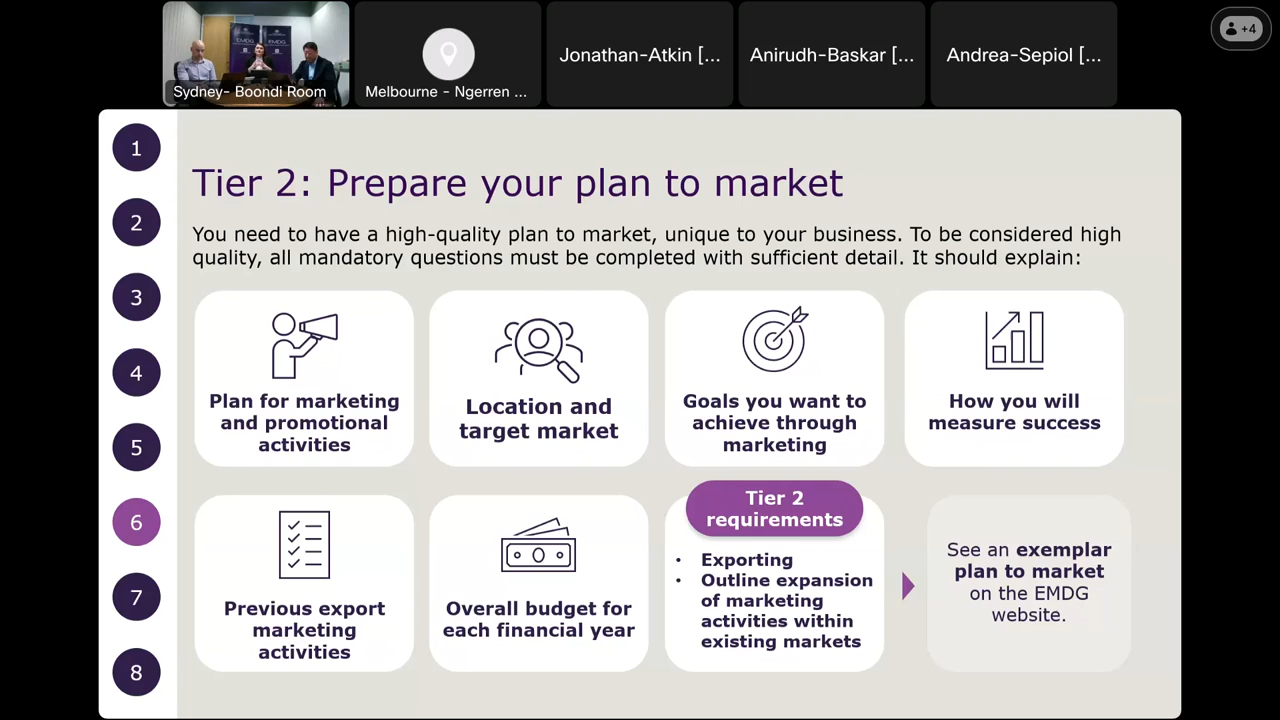 EMDG
EMDG
Sydney- Boondi Room
Melbourne - Ngerren ...
Jonathan-Atkin [...
Anirudh-Baskar [...
Andrea-Sepiol [...
+4
1
2
3
4
5
6
7
8
Tier 2: Prepare your plan to market
You need to have a high-quality plan to market, unique to your business. To be considered high
quality, all mandatory questions must be completed with sufficient detail. It should explain:
Plan for marketing
and promotional
activities
Location and
target market
Goals you want to
achieve through
marketing
How you will
measure success
Previous export
marketing
activities
Overall budget for
each financial year
Tier 2
requirements
• Exporting
• Outline expansion
of marketing
activities within
existing markets
See an exemplar
plan to market
on the EMDG
website.